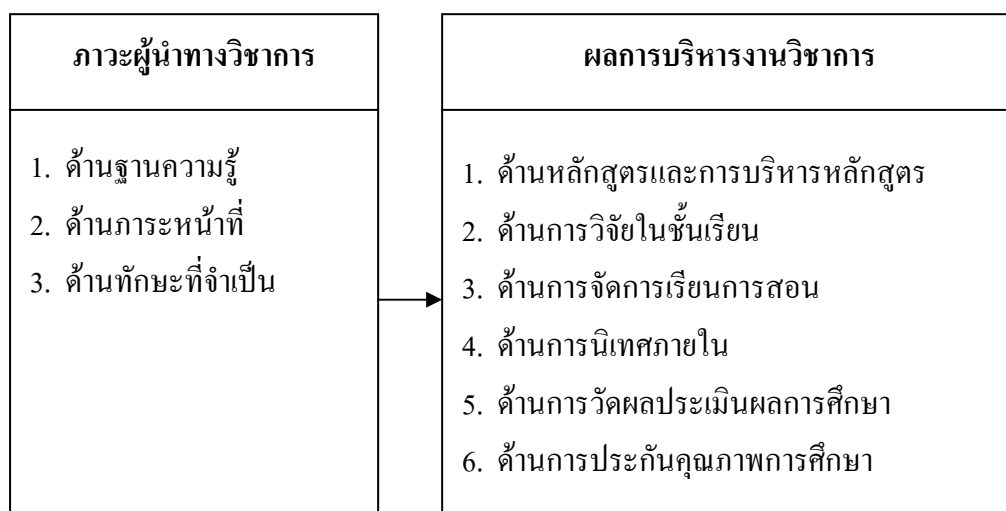 ภาวะผู้นำทางวิชาการ
1. ด้านฐานความรู้
2. ด้านภาระหน้าที่
3. ด้านทักษะที่จำเป็น
ผลการบริหารงานวิชาการ
1. ด้านหลักสูตรและการบริหารหลักสูตร
2. ด้านการวิจัยในชั้นเรียน
3. ด้านการจัดการเรียนการสอน
4. ด้านการนิเทศภายใน
5. ด้านการวัดผลประเมินผลการศึกษา
6. ด้านการประกันคุณภาพการศึกษา